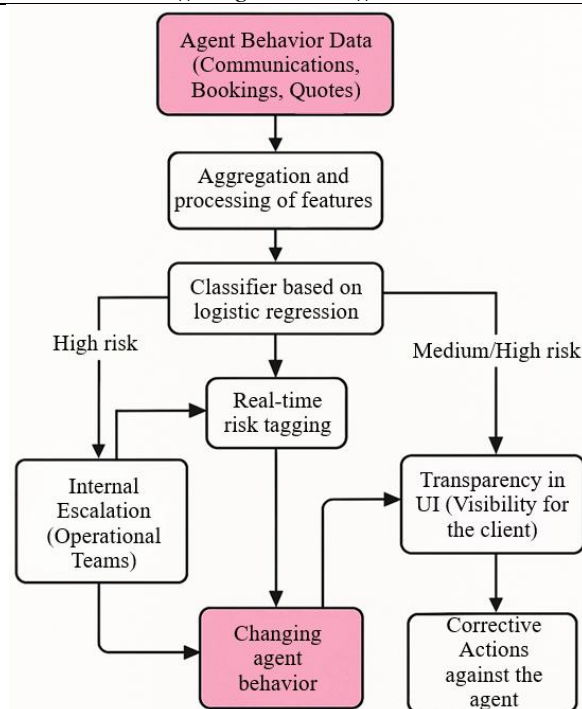 Agent Behavior Data
(Communications,
Bookings, Quotes)
Aggregation and
processing of features
Classifier based on
logistic regression
High risk
Medium/High risk
Real-time
risk tagging
Internal
Escalation
(Operational
Teams)
Transparency in
UI (Visibility for
the client)
Changing
agent
behavior
Corrective
Actions
against the
agent